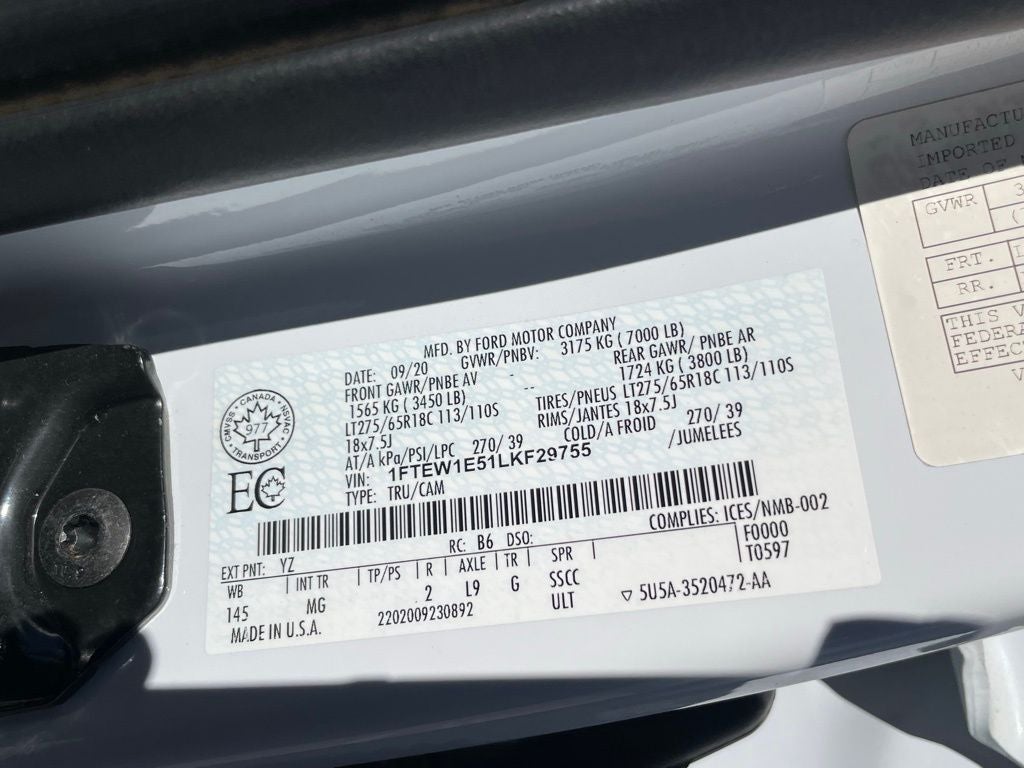 MFD. BY FORD MOTOR COMPANY
DATE: 09/20 GVWR/PNBV: 3175 KG ( 7000 LB)
FRONT GAWR/PNBE AV - REAR GAWR/ PNBE AR
1565 KG ( 3450 LB) -- 1724 KG ( 3800 LB)
LT275/65R18C 113/110S TIRES/PNEUS LT275/65R18C 113/110S
18x7.5J RIMS/JANTES 18x7.5J
AT/A kPa/PSI/LPC 270/ 39 COLD/A FROID 270/ 39
VIN: 1FTEW1E51LKF29755 /JUMELEES
TYPE: TRU/CAM
CMVSS • CANADA • NSVAC
977
EC
COMPLIES: ICES/NMB-002
EXT PNT: YZ RC: B6 DSO: F0000
WB | INT TR | TP/PS | R | AXLE | TR | SPR | T0597
145 MG 2 L9 G SSCC
MADE IN U.S.A. 2202009230892 ULT ▽ 5U5A-3520472-AA
MANUFACTU
IMPORTED
DATE OF
GVWR 3
(
FRT. L
RR.
THIS V
FEDERA
EFFEC
V